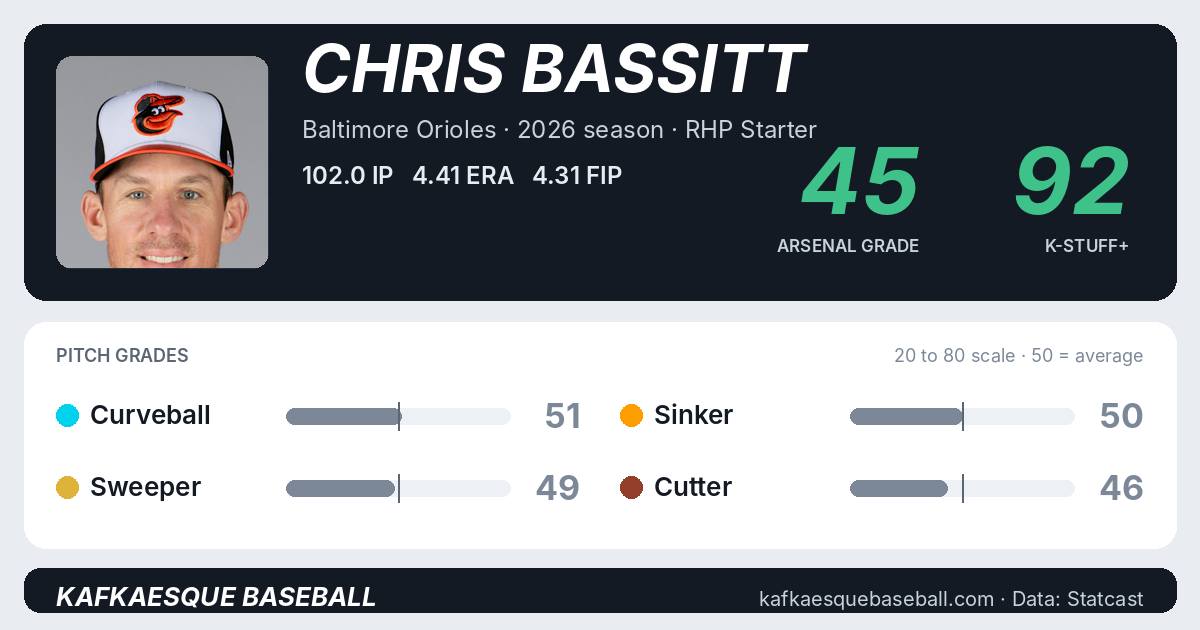 CHRIS BASSITT
Baltimore Orioles · 2026 season · RHP Starter
102.0 IP 4.41 ERA 4.31 FIP
45 92
ARSENAL GRADE K-STUFF+
PITCH GRADES 20 to 80 scale · 50 = average
Curveball 51 Sinker 50
Sweeper 49 Cutter 46
KAFKAESQUE BASEBALL kafkaesquebaseball.com · Data: Statcast